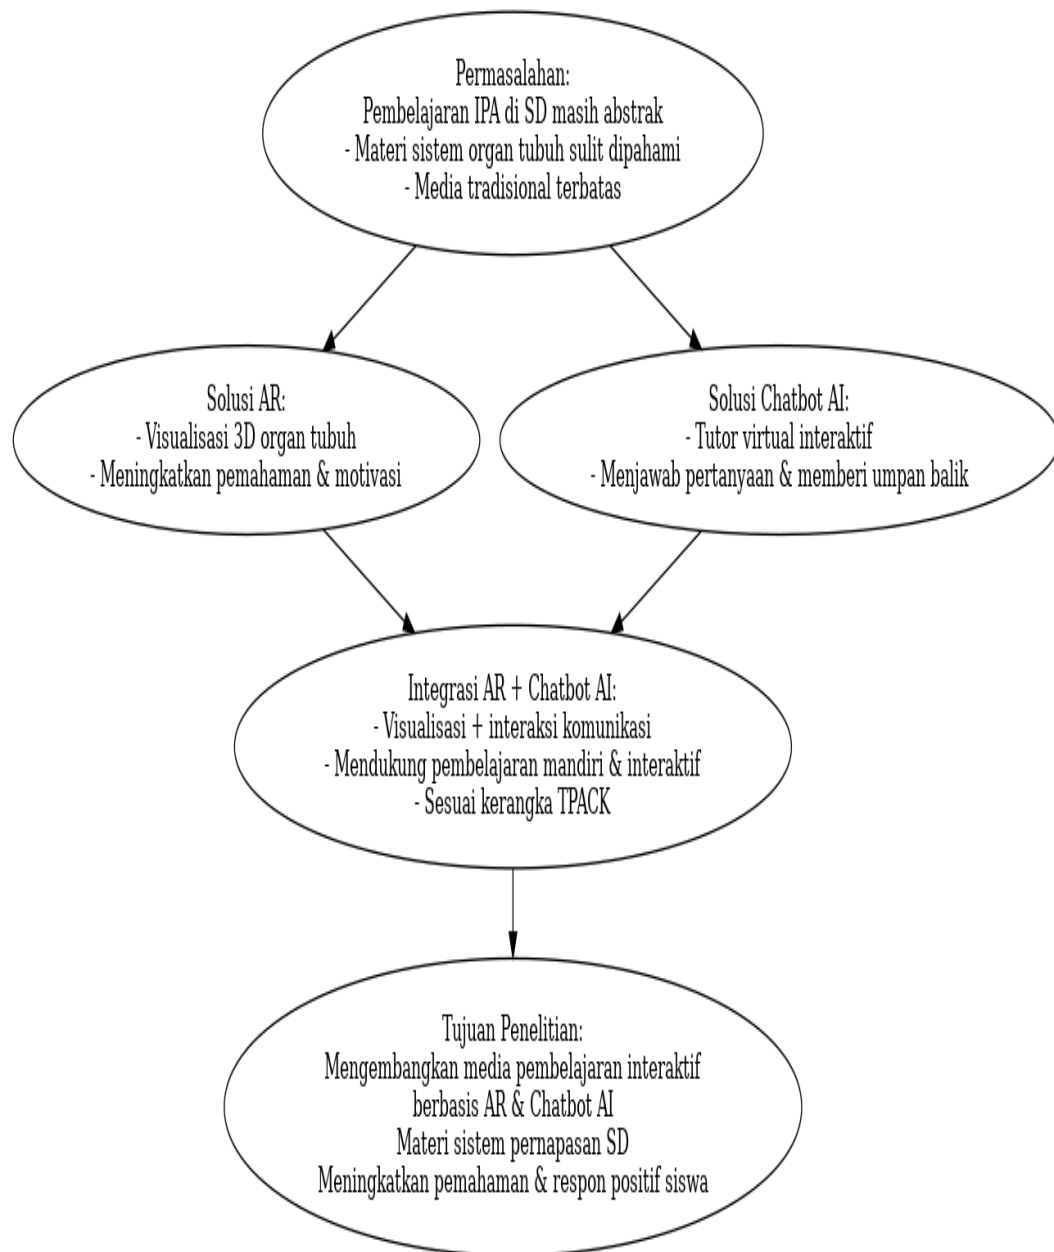 Permasalahan:
Pembelajaran IPA di SD masih abstrak
- Materi sistem organ tubuh sulit dipahami
- Media tradisional terbatas
Solusi AR:
- Visualisasi 3D organ tubuh
- Meningkatkan pemahaman & motivasi
Solusi Chatbot AI:
- Tutor virtual interaktif
- Menjawab pertanyaan & memberi umpan balik
Integrasi AR + Chatbot AI:
- Visualisasi + interaksi komunikasi
- Mendukung pembelajaran mandiri & interaktif
- Sesuai kerangka TPACK
Tujuan Penelitian:
Mengembangkan media pembelajaran interaktif
berbasis AR & Chatbot AI
Materi sistem pernapasan SD
Meningkatkan pemahaman & respon positif siswa